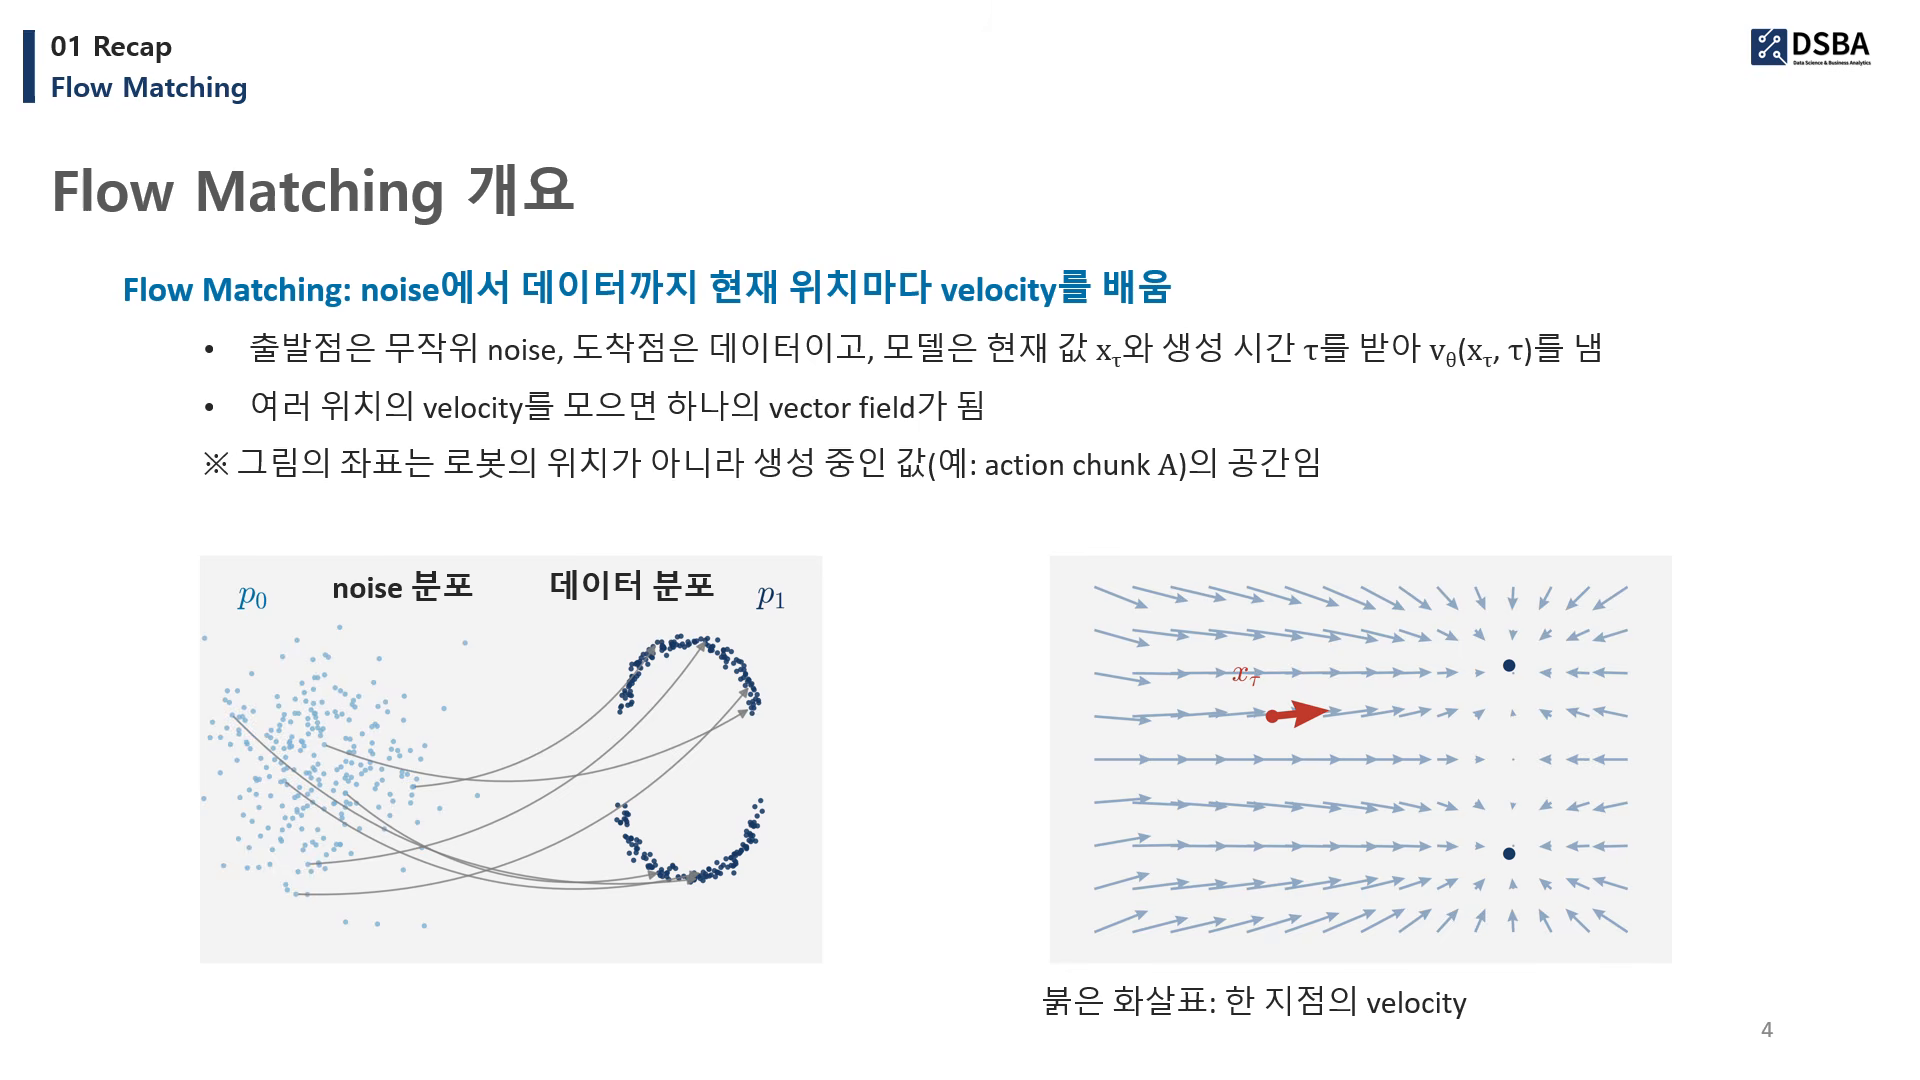 01 Recap
Flow Matching
DSBA
Data Science & Business Analytics
Flow Matching 개요
Flow Matching: noise에서 데이터까지 현재 위치마다 velocity를 배움
• 출발점은 무작위 noise, 도착점은 데이터이고, 모델은 현재 값 xτ와 생성 시간 τ를 받아 vθ(xτ, τ)를 냄
• 여러 위치의 velocity를 모으면 하나의 vector field가 됨
※ 그림의 좌표는 로봇의 위치가 아니라 생성 중인 값(예: action chunk A)의 공간임
p0 noise 분포 데이터 분포 p1
xτ
붉은 화살표: 한 지점의 velocity
4